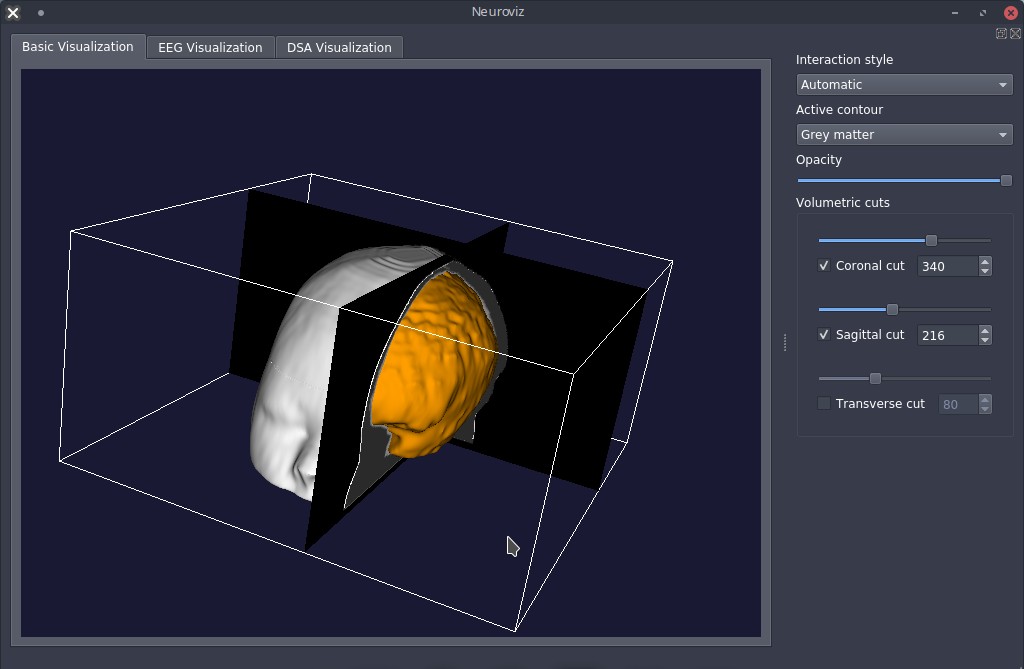 Neuroviz
Basic Visualization
EEG Visualization
DSA Visualization
Interaction style
Automatic
Active contour
Grey matter
Opacity
Volumetric cuts
Coronal cut 340
Sagittal cut 216
Transverse cut 80